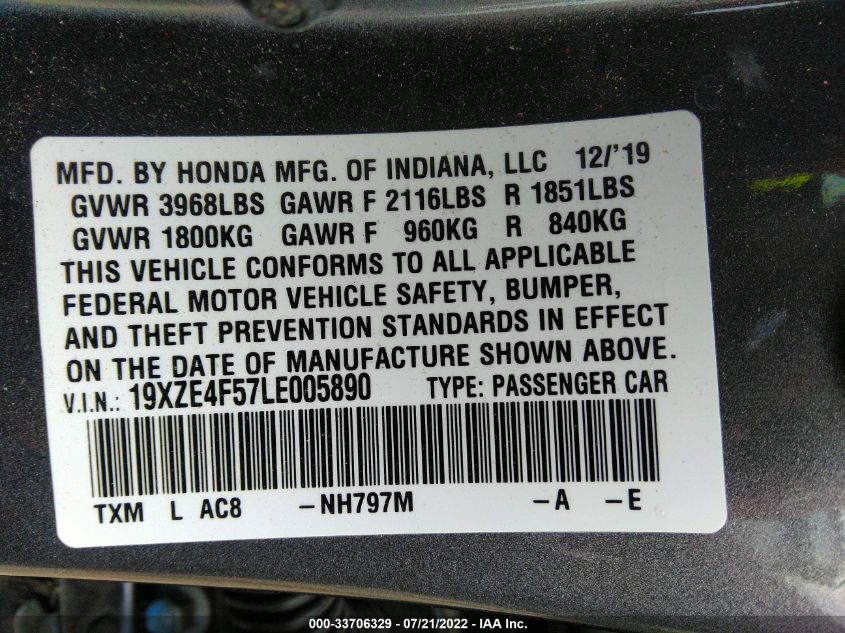 MFD. BY HONDA MFG. OF INDIANA, LLC 12/'19
GVWR 3968LBS GAWR F 2116LBS R 1851LBS
GVWR 1800KG GAWR F 960KG R 840KG
THIS VEHICLE CONFORMS TO ALL APPLICABLE
FEDERAL MOTOR VEHICLE SAFETY, BUMPER,
AND THEFT PREVENTION STANDARDS IN EFFECT
ON THE DATE OF MANUFACTURE SHOWN ABOVE.
V.I.N.: 19XZE4F57LE005890 TYPE: PASSENGER CAR
TXM L AC8 -NH797M -A -E
000-33706329 - 07/21/2022 - IAA Inc.